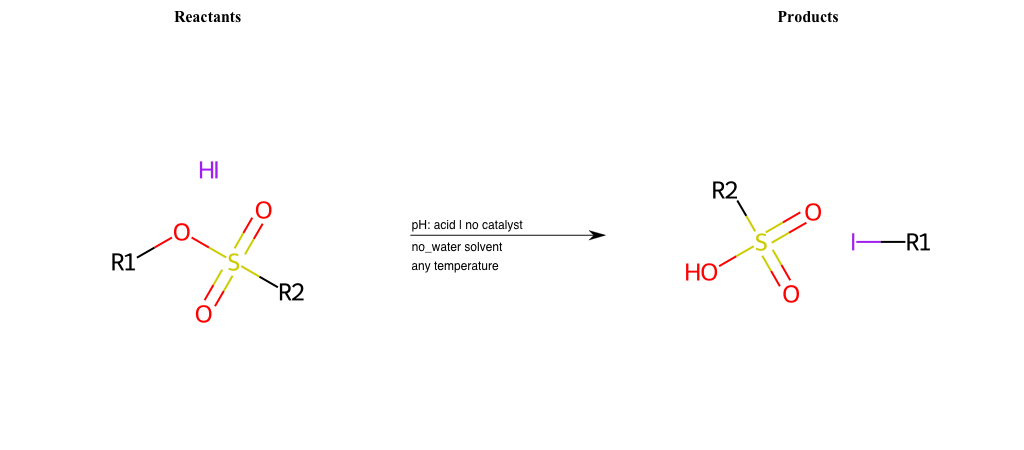 Reactants
Products
HI
O
O
R1
S
R2
O
pH: acid | no catalyst
no_water solvent
any temperature
R2
O
S
I
R1
HO
O